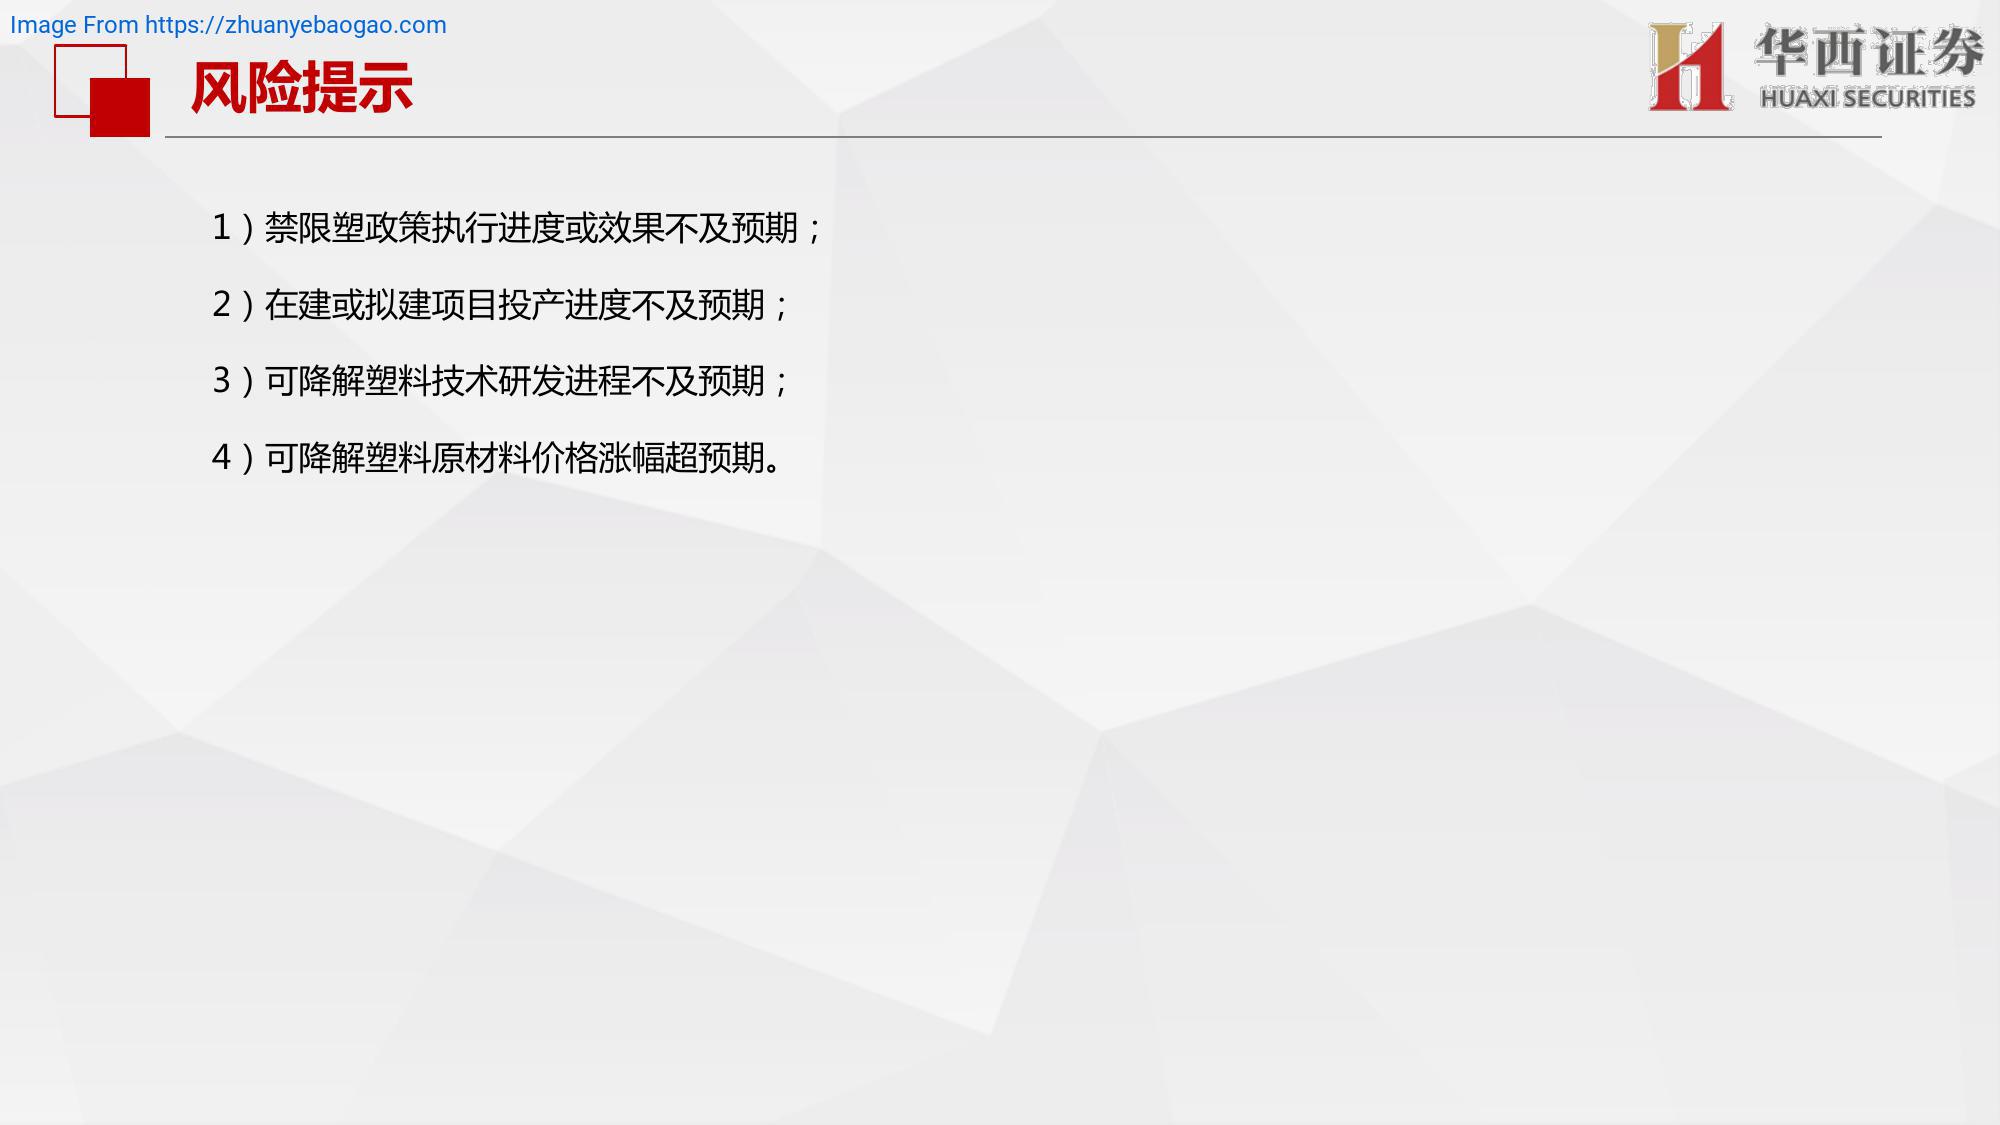 Image From https://zhuanyebaogao.com
风险提示
华西证券
HUAXI SECURITIES
1）禁限塑政策执行进度或效果不及预期；
2）在建或拟建项目投产进度不及预期；
3）可降解塑料技术研发进程不及预期；
4）可降解塑料原材料价格涨幅超预期。